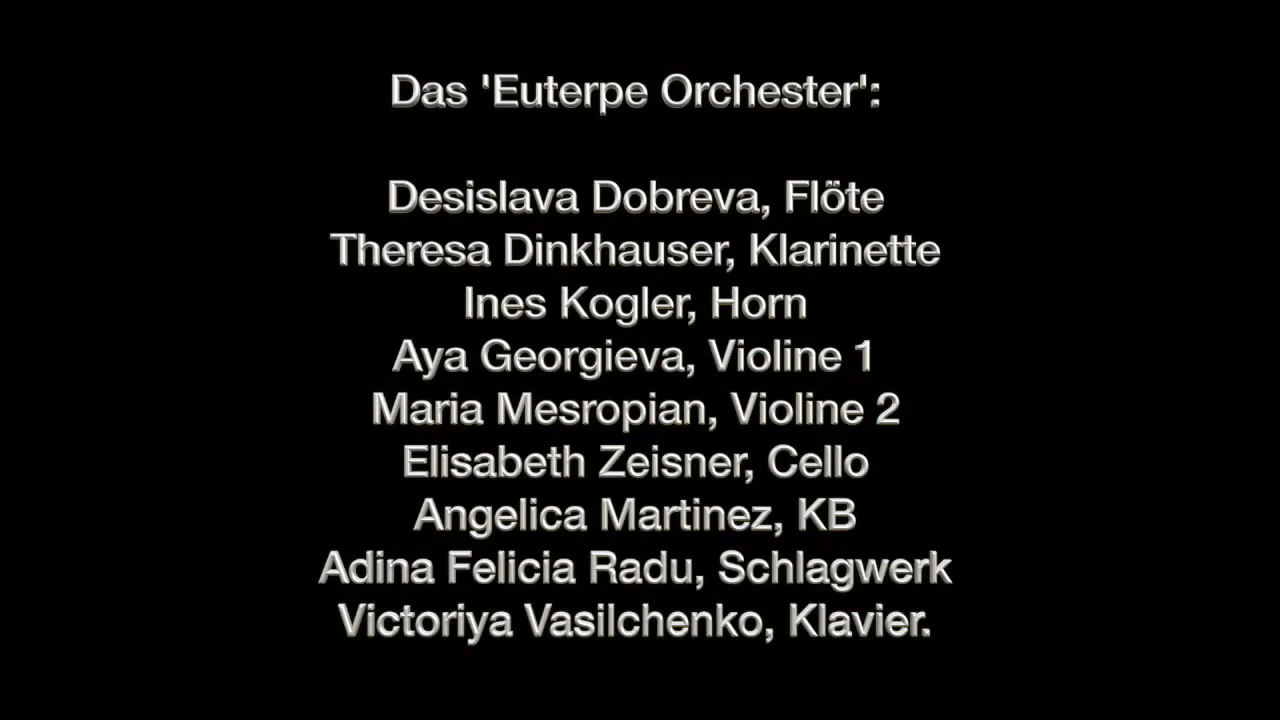 Das 'Euterpe Orchester':
Desislava Dobreva, Flöte
Theresa Dinkhauser, Klarinette
Ines Kogler, Horn
Aya Georgieva, Violine 1
Maria Mesropian, Violine 2
Elisabeth Zeisner, Cello
Angelica Martinez, KB
Adina Felicia Radu, Schlagwerk
Victoriya Vasilchenko, Klavier.